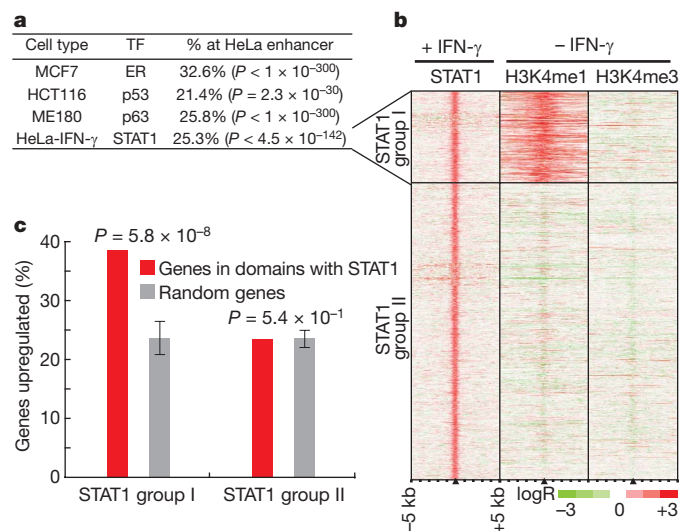 a
Cell type TF % at HeLa enhancer
MCF7 ER 32.6% (P < 1 × 10⁻³⁰⁰)
HCT116 p53 21.4% (P = 2.3 × 10⁻³⁰)
ME180 p63 25.8% (P < 1 × 10⁻³⁰⁰)
HeLa-IFN-γ STAT1 25.3% (P < 4.5 × 10⁻¹⁴²)
b
+ IFN-γ – IFN-γ
STAT1 H3K4me1 H3K4me3
STAT1
group I
STAT1
group II
–5 kb
+5 kb
logR
–3 0 +3
c
P = 5.8 × 10⁻⁸
Genes in domains with STAT1
Random genes
P = 5.4 × 10⁻¹
Genes upregulated (%)
40
30
20
10
0
STAT1 group I STAT1 group II